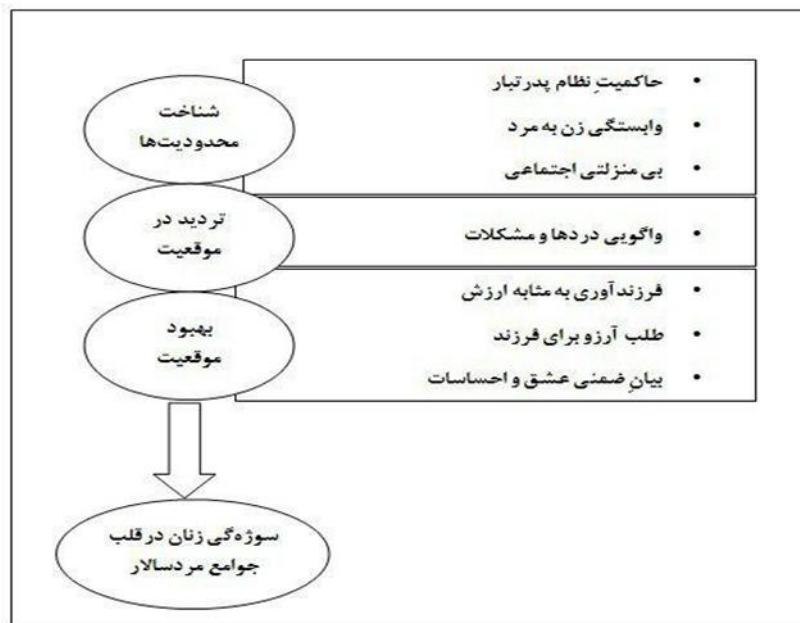 شناخت
محدودیت‌ها
• حاکمیتِ نظام پدرتبار
• وابستگی زن به مرد
• بی منزلتی اجتماعی
تردید در
موقعیت
• واگویی دردها و مشکلات
بهبود
موقعیت
• فرزندآوری به مثابه ارزش
• طلب آرزو برای فرزند
• بیانِ ضمنی عشق و احساسات
سوژه‌گی زنان در قلب
جوامع مردسالار